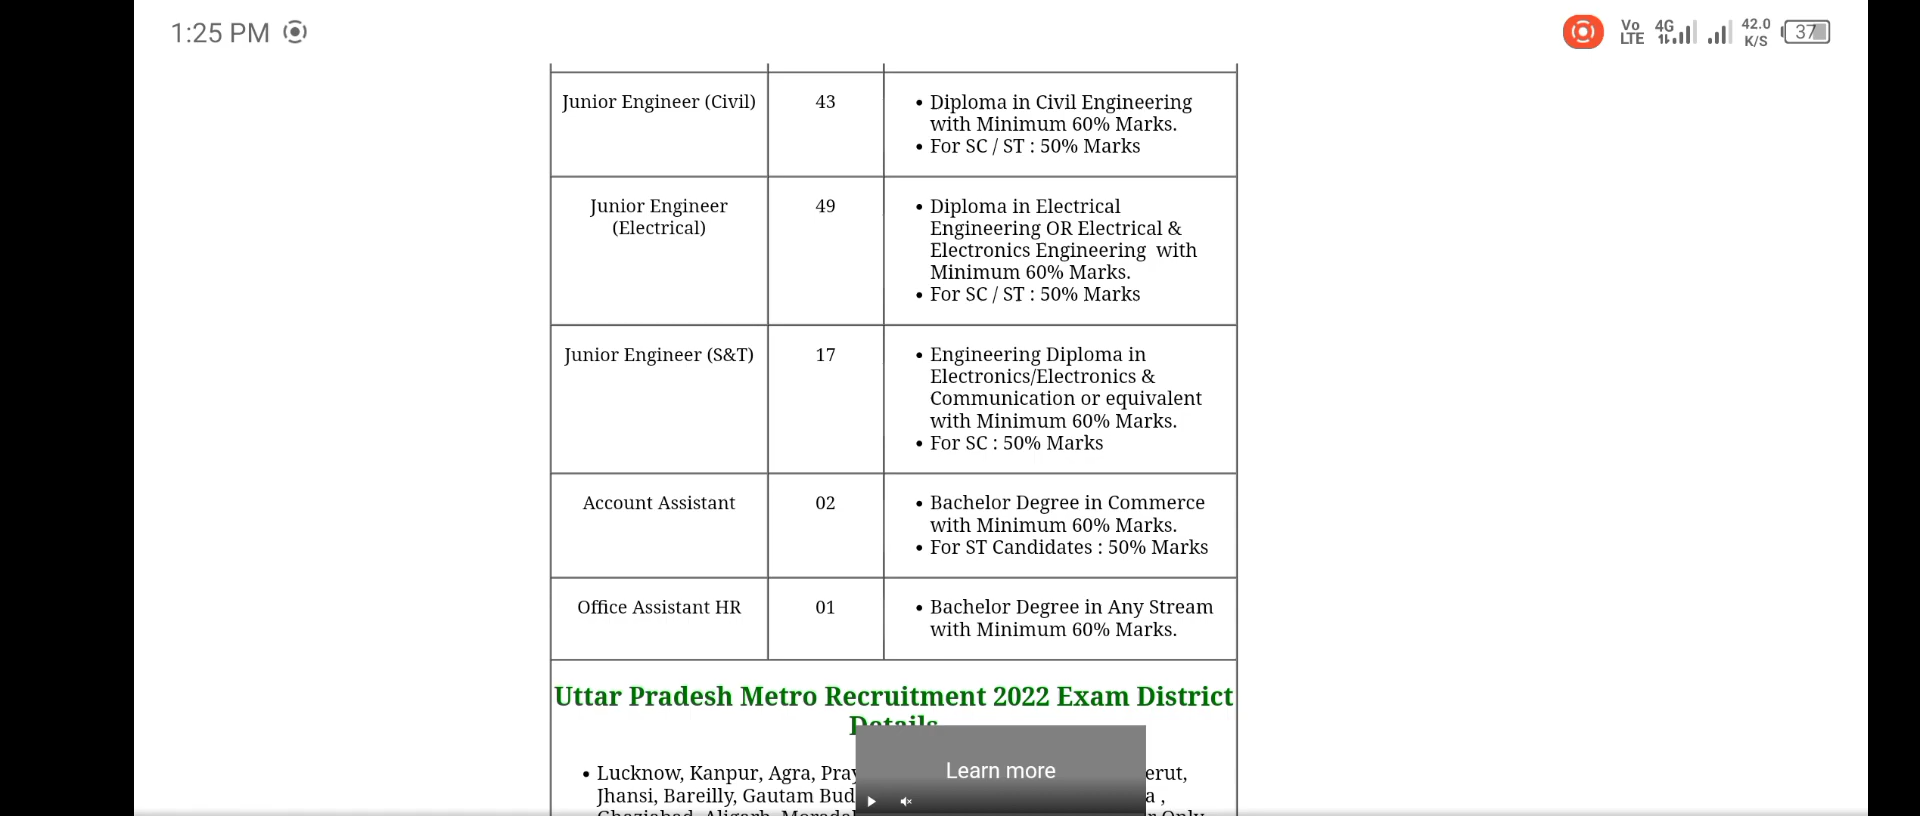 1:25 PM
Vo LTE 4G 42.0 K/S 37
Junior Engineer (Civil)
43
• Diploma in Civil Engineering
with Minimum 60% Marks.
• For SC / ST : 50% Marks
Junior Engineer
(Electrical)
49
• Diploma in Electrical
Engineering OR Electrical &
Electronics Engineering with
Minimum 60% Marks.
• For SC / ST : 50% Marks
Junior Engineer (S&T)
17
• Engineering Diploma in
Electronics/Electronics &
Communication or equivalent
with Minimum 60% Marks.
• For SC : 50% Marks
Account Assistant
02
• Bachelor Degree in Commerce
with Minimum 60% Marks.
• For ST Candidates : 50% Marks
Office Assistant HR
01
• Bachelor Degree in Any Stream
with Minimum 60% Marks.
Uttar Pradesh Metro Recruitment 2022 Exam District
Details
Learn more
• Lucknow, Kanpur, Agra,
Jhansi, Bareilly, Gautam
Ghaziabad, Aligarh, Only